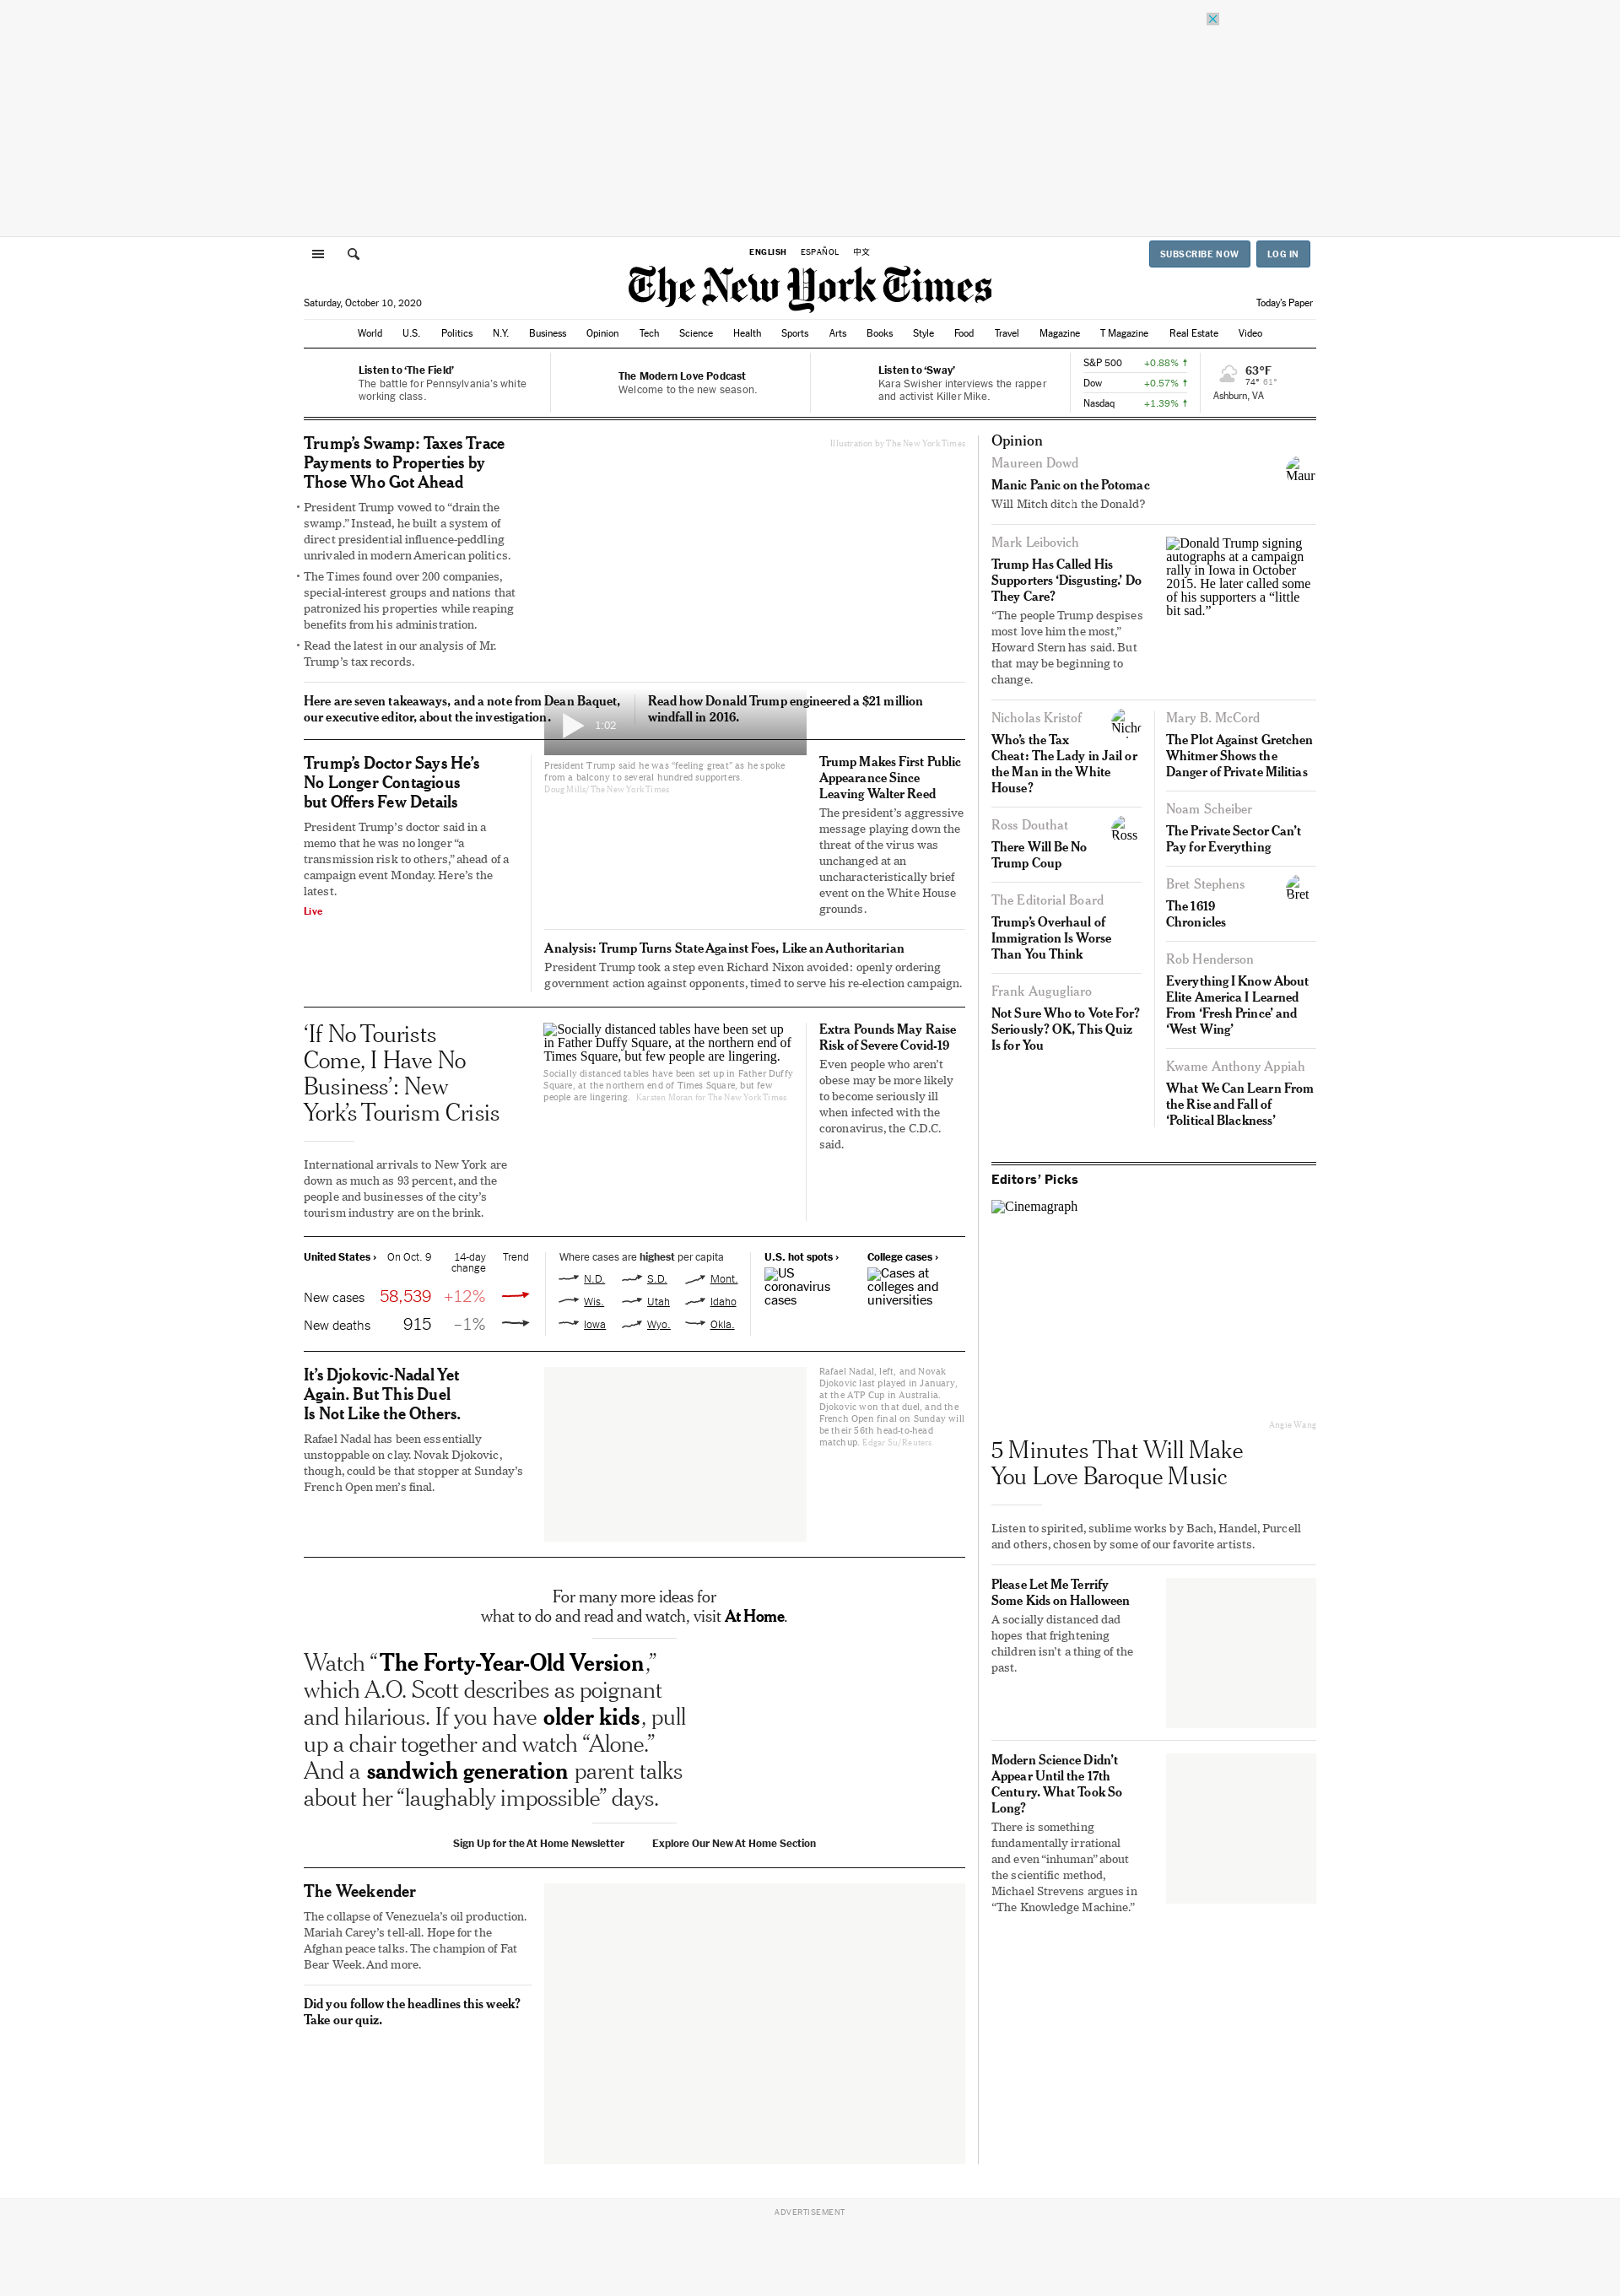 ENGLISH ESPAÑOL 中文
SUBSCRIBE NOW LOG IN
The New York Times
Saturday, October 10, 2020
Today's Paper
World U.S. Politics N.Y. Business Opinion Tech Science Health Sports Arts Books Style Food Travel Magazine T Magazine Real Estate Video
Listen to ‘The Field’
The battle for Pennsylvania’s white
working class.
The Modern Love Podcast
Welcome to the new season.
Listen to ‘Sway’
Kara Swisher interviews the rapper
and activist Killer Mike.
S&P 500 +0.88% ↑
Dow +0.57% ↑
Nasdaq +1.39% ↑
63°F
74° 61°
Ashburn, VA
Trump’s Swamp: Taxes Trace
Payments to Properties by
Those Who Got Ahead
• President Trump vowed to “drain the
swamp.” Instead, he built a system of
direct presidential influence-peddling
unrivaled in modern American politics.
• The Times found over 200 companies,
special-interest groups and nations that
patronized his properties while reaping
benefits from his administration.
• Read the latest in our analysis of Mr.
Trump’s tax records.
Illustration by The New York Times
Here are seven takeaways, and a note from Dean Baquet,
our executive editor, about the investigation.
Read how Donald Trump engineered a $21 million
windfall in 2016.
1:02
Trump’s Doctor Says He’s
No Longer Contagious
but Offers Few Details
President Trump’s doctor said in a
memo that he was no longer “a
transmission risk to others,” ahead of a
campaign event Monday. Here’s the
latest.
Live
President Trump said he was “feeling great” as he spoke
from a balcony to several hundred supporters.
Doug Mills/The New York Times
Trump Makes First Public
Appearance Since
Leaving Walter Reed
The president’s aggressive
message playing down the
threat of the virus was
unchanged at an
uncharacteristically brief
event on the White House
grounds.
Analysis: Trump Turns State Against Foes, Like an Authoritarian
President Trump took a step even Richard Nixon avoided: openly ordering
government action against opponents, timed to serve his re-election campaign.
‘If No Tourists
Come, I Have No
Business’: New
York’s Tourism Crisis
International arrivals to New York are
down as much as 93 percent, and the
people and businesses of the city’s
tourism industry are on the brink.
Socially distanced tables have been set up
in Father Duffy Square, at the northern end of
Times Square, but few people are lingering.
Socially distanced tables have been set up in Father Duffy
Square, at the northern end of Times Square, but few
people are lingering. Karsten Moran for The New York Times
Extra Pounds May Raise
Risk of Severe Covid-19
Even people who aren’t
obese may be more likely
to become seriously ill
when infected with the
coronavirus, the C.D.C.
said.
United States › On Oct. 9 14-day
change Trend
New cases 58,539 +12%
New deaths 915 –1%
Where cases are highest per capita
N.D. S.D. Mont.
Wis. Utah Idaho
Iowa Wyo. Okla.
U.S. hot spots ›
US
coronavirus
cases
College cases ›
Cases at
colleges and
universities
It’s Djokovic-Nadal Yet
Again. But This Duel
Is Not Like the Others.
Rafael Nadal has been essentially
unstoppable on clay. Novak Djokovic,
though, could be that stopper at Sunday’s
French Open men’s final.
Rafael Nadal, left, and Novak
Djokovic last played in January,
at the ATP Cup in Australia.
Djokovic won that duel, and the
French Open final on Sunday will
be their 56th head-to-head
matchup. Edgar Su/Reuters
For many more ideas for
what to do and read and watch, visit At Home.
Watch “The Forty-Year-Old Version,”
which A.O. Scott describes as poignant
and hilarious. If you have older kids, pull
up a chair together and watch “Alone.”
And a sandwich generation parent talks
about her “laughably impossible” days.
Sign Up for the At Home Newsletter
Explore Our New At Home Section
The Weekender
The collapse of Venezuela’s oil production.
Mariah Carey’s tell-all. Hope for the
Afghan peace talks. The champion of Fat
Bear Week. And more.
Did you follow the headlines this week?
Take our quiz.
Opinion
Maureen Dowd
Manic Panic on the Potomac
Will Mitch ditch the Donald?
Maur
Mark Leibovich
Trump Has Called His
Supporters ‘Disgusting.’ Do
They Care?
“The people Trump despises
most love him the most,”
Howard Stern has said. But
that may be beginning to
change.
Donald Trump signing
autographs at a campaign
rally in Iowa in October
2015. He later called some
of his supporters a “little
bit sad.”
Nicholas Kristof
Who’s the Tax
Cheat: The Lady in Jail or
the Man in the White
House?
Nicho
Ross Douthat
There Will Be No
Trump Coup
Ross
The Editorial Board
Trump’s Overhaul of
Immigration Is Worse
Than You Think
Frank Augugliaro
Not Sure Who to Vote For?
Seriously? OK, This Quiz
Is for You
Mary B. McCord
The Plot Against Gretchen
Whitmer Shows the
Danger of Private Militias
Noam Scheiber
The Private Sector Can’t
Pay for Everything
Bret Stephens
The 1619
Chronicles
Bret
Rob Henderson
Everything I Know About
Elite America I Learned
From ‘Fresh Prince’ and
‘West Wing’
Kwame Anthony Appiah
What We Can Learn From
the Rise and Fall of
‘Political Blackness’
Editors’ Picks
Cinemagraph
Angie Wang
5 Minutes That Will Make
You Love Baroque Music
Listen to spirited, sublime works by Bach, Handel, Purcell
and others, chosen by some of our favorite artists.
Please Let Me Terrify
Some Kids on Halloween
A socially distanced dad
hopes that frightening
children isn’t a thing of the
past.
Modern Science Didn’t
Appear Until the 17th
Century. What Took So
Long?
There is something
fundamentally irrational
and even “inhuman” about
the scientific method,
Michael Strevens argues in
“The Knowledge Machine.”
ADVERTISEMENT